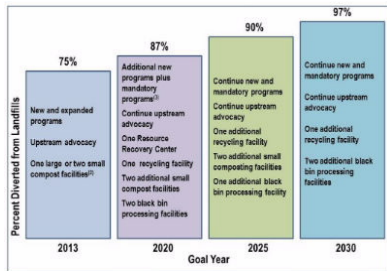 Percent Diverted from Landfills
75%
New and expanded
programs
Upstream advocacy
One large or two small
compost facilities
2013
87%
Additional new
programs plus
mandatory
programs
Continue upstream
advocacy
One Resource
Recovery Center
One recycling facility
Two additional small
compost facilities
Two black bin
processing facilities
2020
90%
Continue new and
mandatory programs
Continue upstream
advocacy
One additional
recycling facility
Two additional small
composting facilities
One additional black
bin processing facility
2025
97%
Continue new and
mandatory programs
Continue upstream
advocacy
One additional
recycling facility
Two additional black
bin processing
facilities
2030
Goal Year